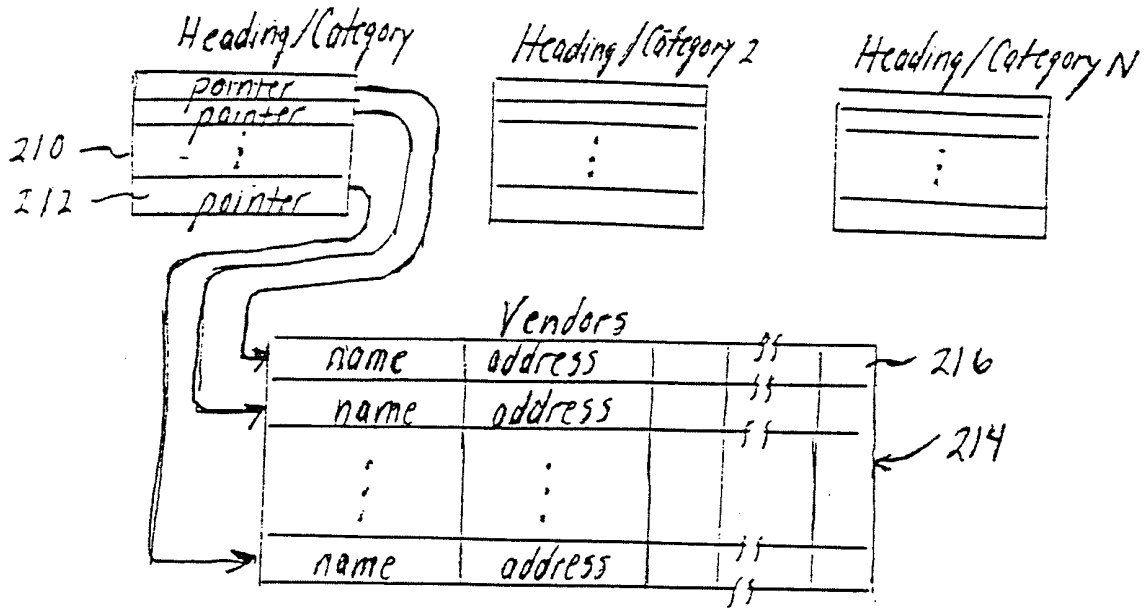 Heading/Category
Heading/Category 2
Heading/Category N
pointer
pointer
210
212
pointer
Vendors
name address
216
name address
214
name address